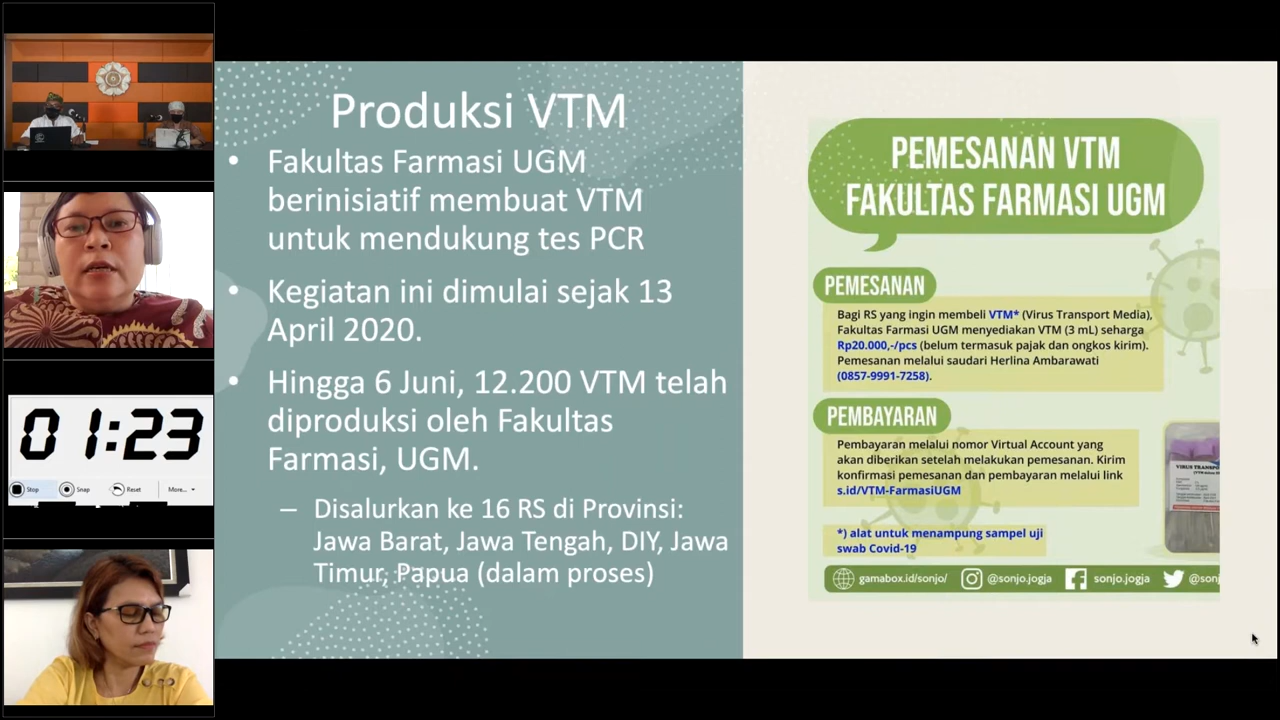 Produksi VTM
• Fakultas Farmasi UGM
berinisiatif membuat VTM
untuk mendukung tes PCR
• Kegiatan ini dimulai sejak 13
April 2020.
• Hingga 6 Juni, 12.200 VTM telah
diproduksi oleh Fakultas
Farmasi, UGM.
– Disalurkan ke 16 RS di Provinsi:
Jawa Barat, Jawa Tengah, DIY, Jawa
Timur, Papua (dalam proses)
PEMESANAN VTM
FAKULTAS FARMASI UGM
PEMESANAN
Bagi RS yang ingin membeli VTM* (Virus Transport Media),
Fakultas Farmasi UGM menyediakan VTM (3 mL) seharga
Rp20.000,-/pcs (belum termasuk pajak dan ongkos kirim).
Pemesanan melalui saudari Herlina Ambarawati
(0857-9991-7258).
PEMBAYARAN
Pembayaran melalui nomor Virtual Account yang
akan diberikan setelah melakukan pemesanan. Kirim
konfirmasi pemesanan dan pembayaran melalui link
s.id/VTM-FarmasiUGM
*) alat untuk menampung sampel uji
swab Covid-19
VIRUS TRANSP
gamabox.id/sonjo/ @sonjo.jogja sonjo.jogja @sonj
01:23
Stop Snap Reset More...